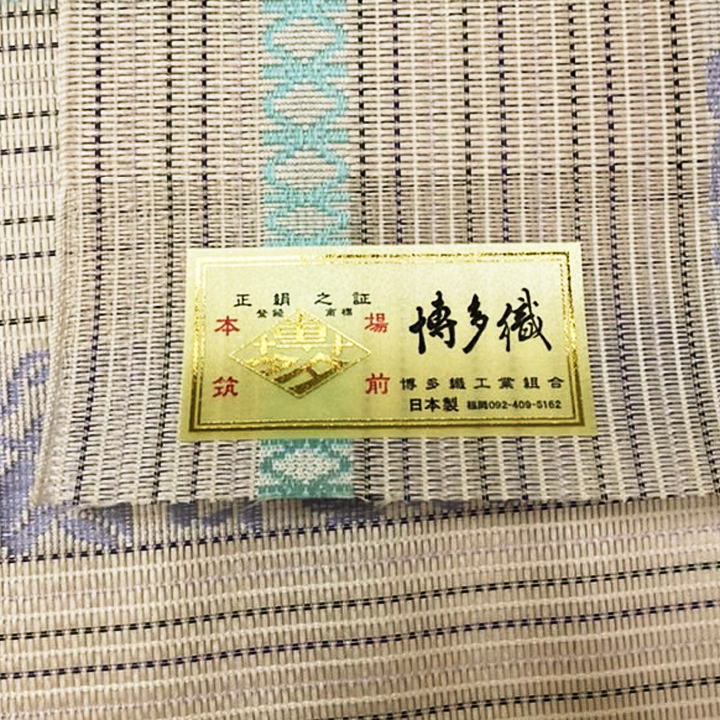 正絹之証
登録 商標
本場
筑前
博多織
博多織工業組合
日本製 福岡092-409-5162